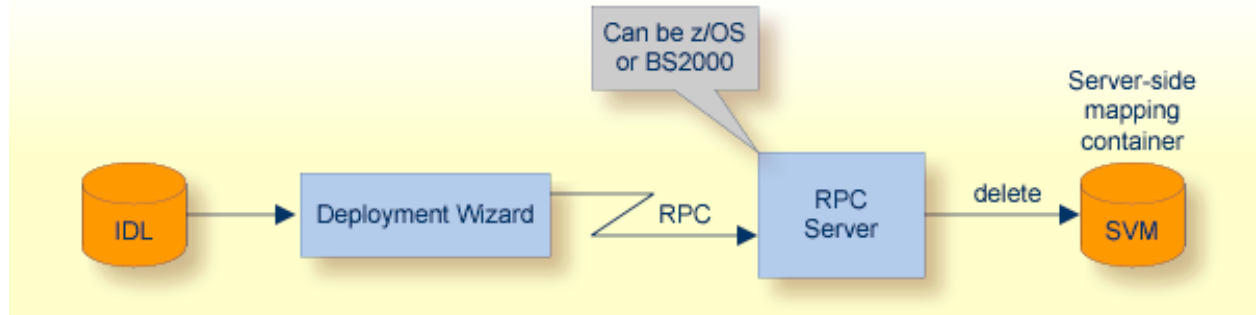 Can be z/OS
or BS2000
Server-side
mapping
container
IDL
Deployment Wizard
RPC
RPC
Server
delete
SVM